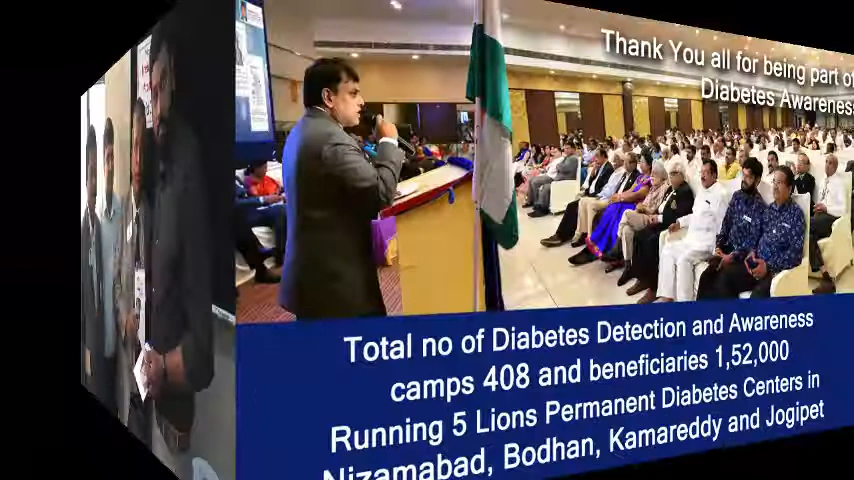 Thank You all for being part of
Diabetes Awareness
Total no of Diabetes Detection and Awareness
camps 408 and beneficiaries 1,52,000
Running 5 Lions Permanent Diabetes Centers in
Nizamabad, Bodhan, Kamareddy and Jogipet